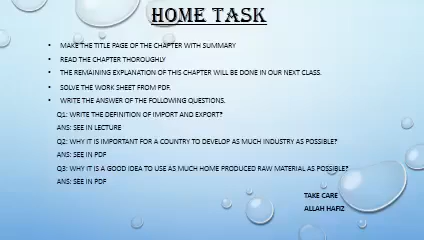 HOME TASK
• MAKE THE TITLE PAGE OF THE CHAPTER WITH SUMMARY
• READ THE CHAPTER THOROUGHLY
• THE REMAINING EXPLANATION OF THIS CHAPTER WILL BE DONE IN OUR NEXT CLASS.
• SOLVE THE WORK SHEET FROM PDF.
• WRITE THE ANSWER OF THE FOLLOWING QUESTIONS.
Q1: WRITE THE DEFINITION OF IMPORT AND EXPORT?
ANS: SEE IN LECTURE
Q2: WHY IT IS IMPORTANT FOR A COUNTRY TO DEVELOP AS MUCH INDUSTRY AS POSSIBLE?
ANS: SEE IN PDF
Q3: WHY IT IS A GOOD IDEA TO USE AS MUCH HOME PRODUCED RAW MATERIAL AS POSSIBLE?
ANS: SEE IN PDF
TAKE CARE
ALLAH HAFIZ